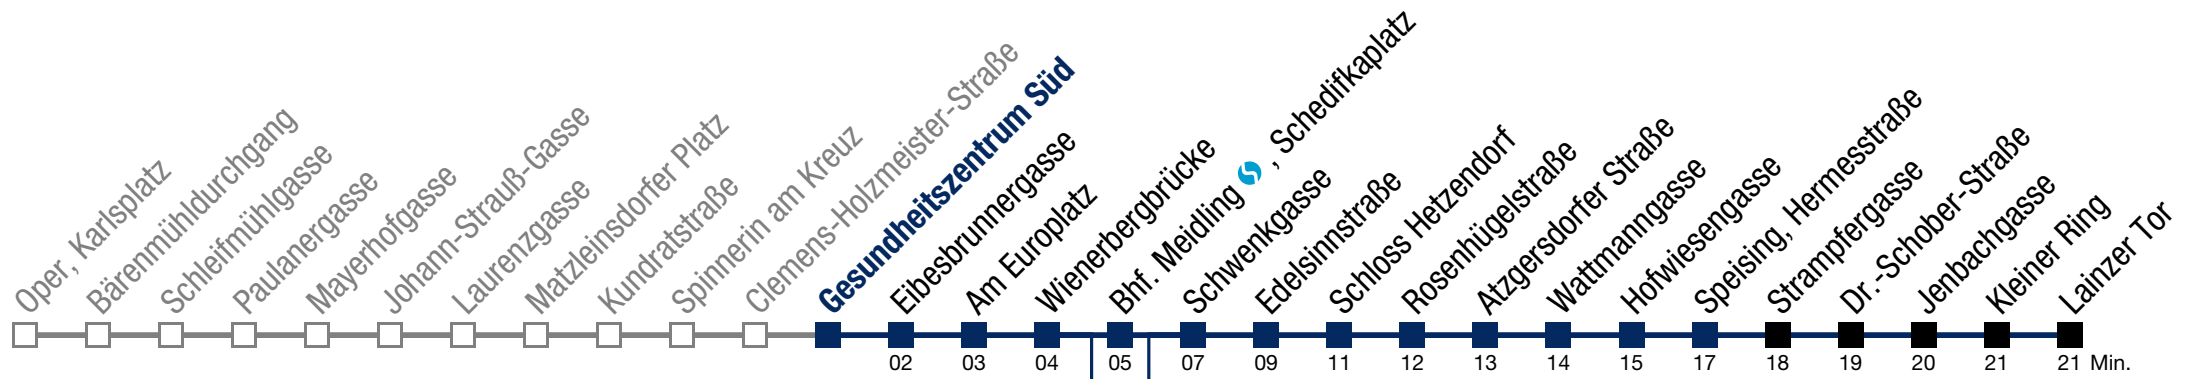 Oper, Karlsplatz
Bärenmühldurchgang
Schleifmühlgasse
Paulanergasse
Mayerhofgasse
Johann-Strauß-Gasse
Laurenzgasse
Matzleinsdorfer Platz
Kundratstraße
Spinnerin am Kreuz
Clemens-Holzmeister-Straße
Gesundheitszentrum Süd
Eibesbrunnergasse
Am Europlatz
Wienerbergbrücke
Bhf. Meidling S, Schedifkaplatz
Schwenkgasse
Edelsinnstraße
Schloss Hetzendorf
Rosenhügelstraße
Atzgersdorfer Straße
Wattmanngasse
Hofwiesengasse
Speising, Hermesstraße
Strampfergasse
Dr.-Schober-Straße
Jenbachgasse
Kleiner Ring
Lainzer Tor
02 03 04 05 07 09 11 12 13 14 15 17 18 19 20 21 21 Min.